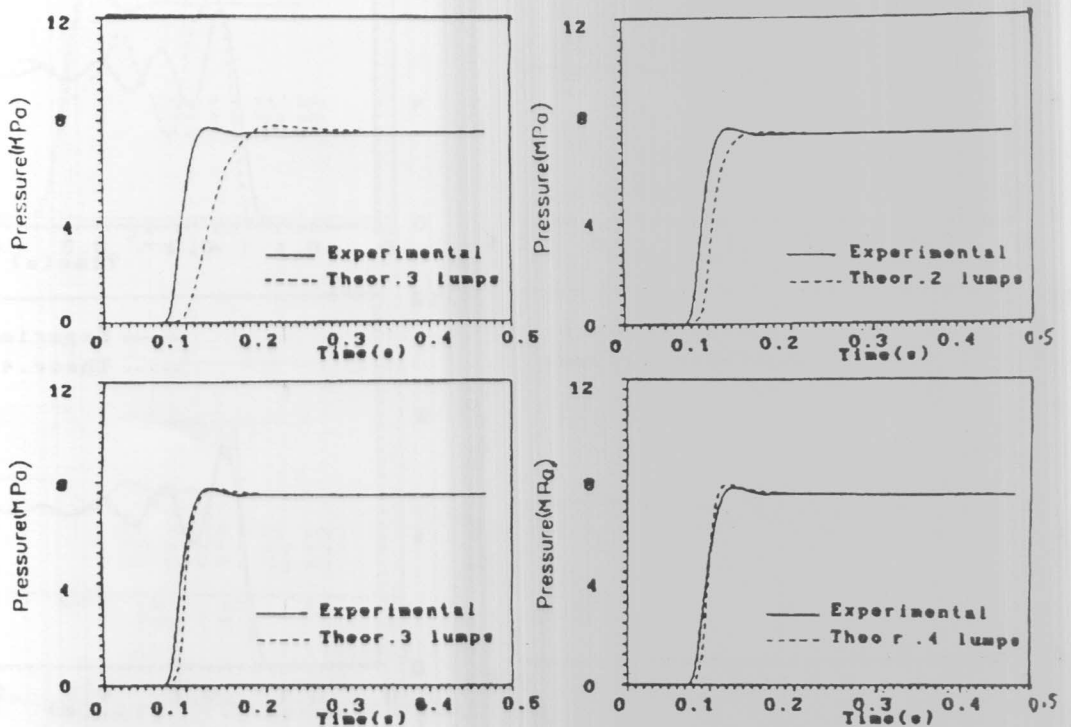 12
8
4
0
Pressure(MPa)
Experimental
Theor.3 lumps
0 0.1 0.2 0.3 0.4 0.5
Time(s)
12
8
4
0
Pressure(MPa)
Experimental
Theor.2 lumps
0 0.1 0.2 0.3 0.4 0.5
Time(s)
12
8
4
0
Pressure(MPa)
Experimental
Theor.3 lumps
0 0.1 0.2 0.3 0.4 0.5
Time(s)
12
8
4
0
Pressure(MPa)
Experimental
Theor.4 lumps
0 0.1 0.2 0.3 0.4 0.5
Time(s)